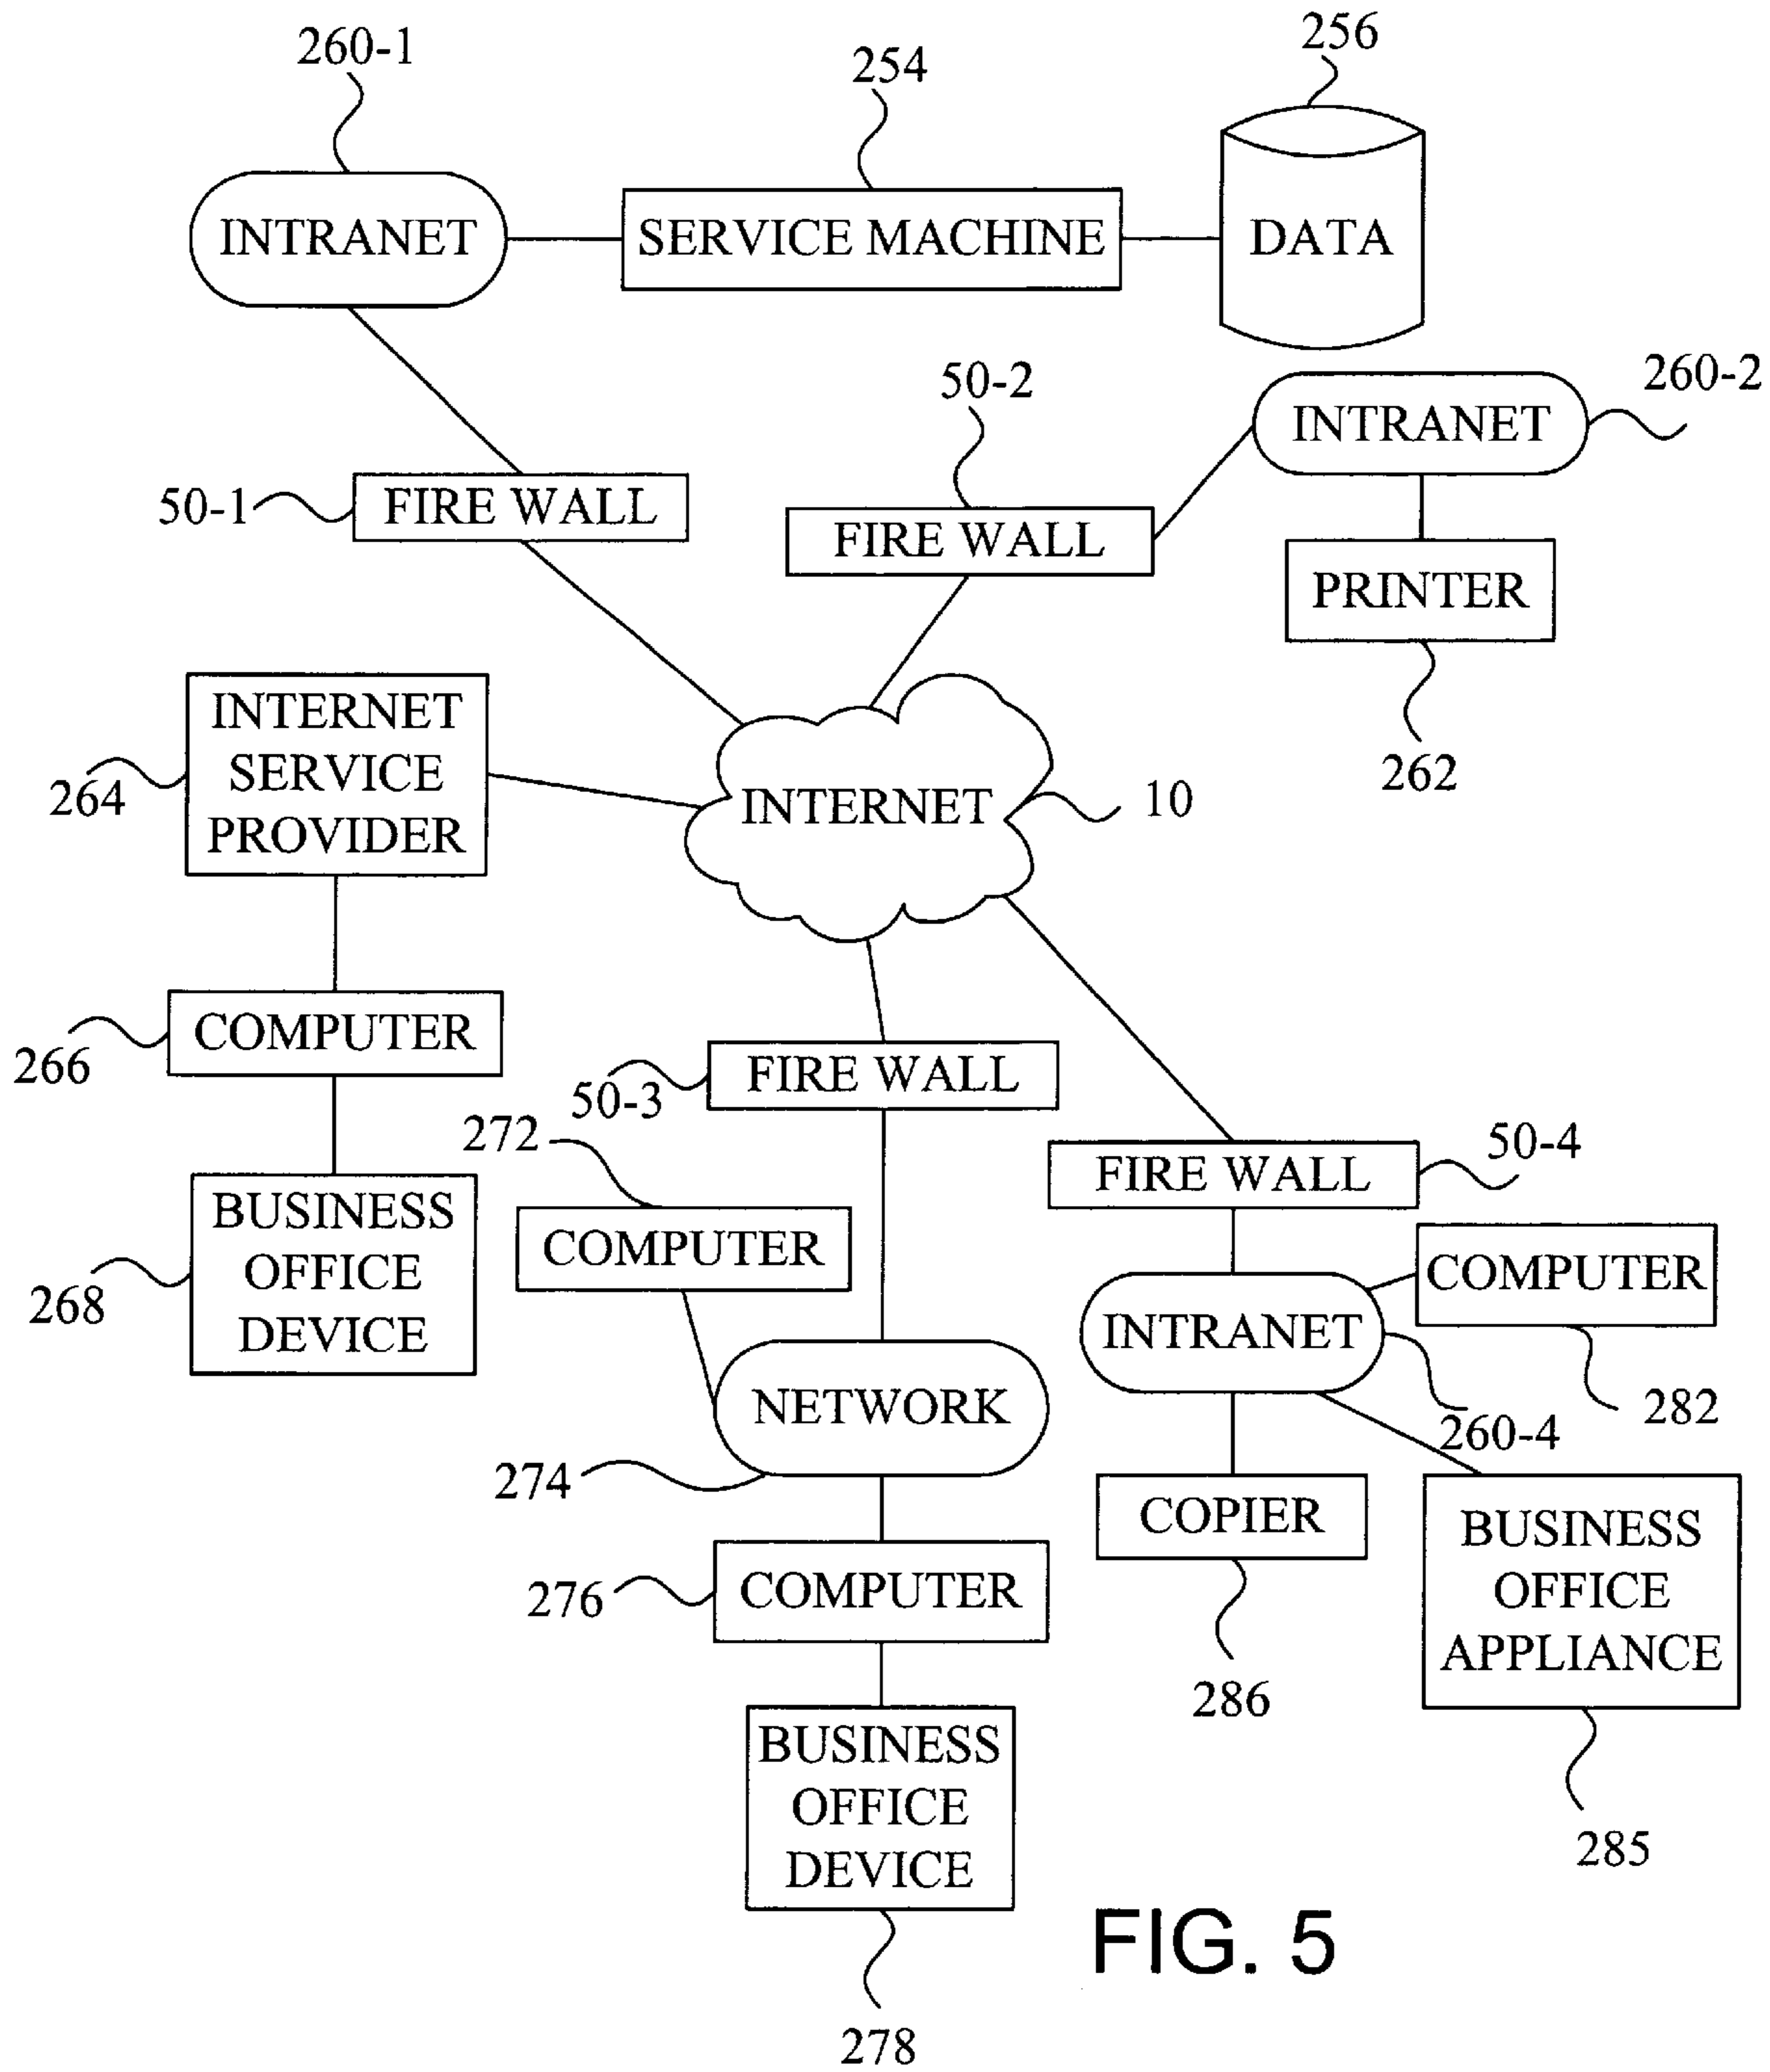 260-1
254
256
INTRANET
SERVICE MACHINE
DATA
50-2
260-2
INTRANET
50-1
FIRE WALL
FIRE WALL
PRINTER
262
INTERNET
SERVICE
PROVIDER
264
INTERNET
10
COMPUTER
266
FIRE WALL
50-3
272
50-4
FIRE WALL
BUSINESS
OFFICE
DEVICE
268
COMPUTER
COMPUTER
282
INTRANET
260-4
NETWORK
274
COPIER
286
BUSINESS
OFFICE
APPLIANCE
285
COMPUTER
276
BUSINESS
OFFICE
DEVICE
278
FIG. 5